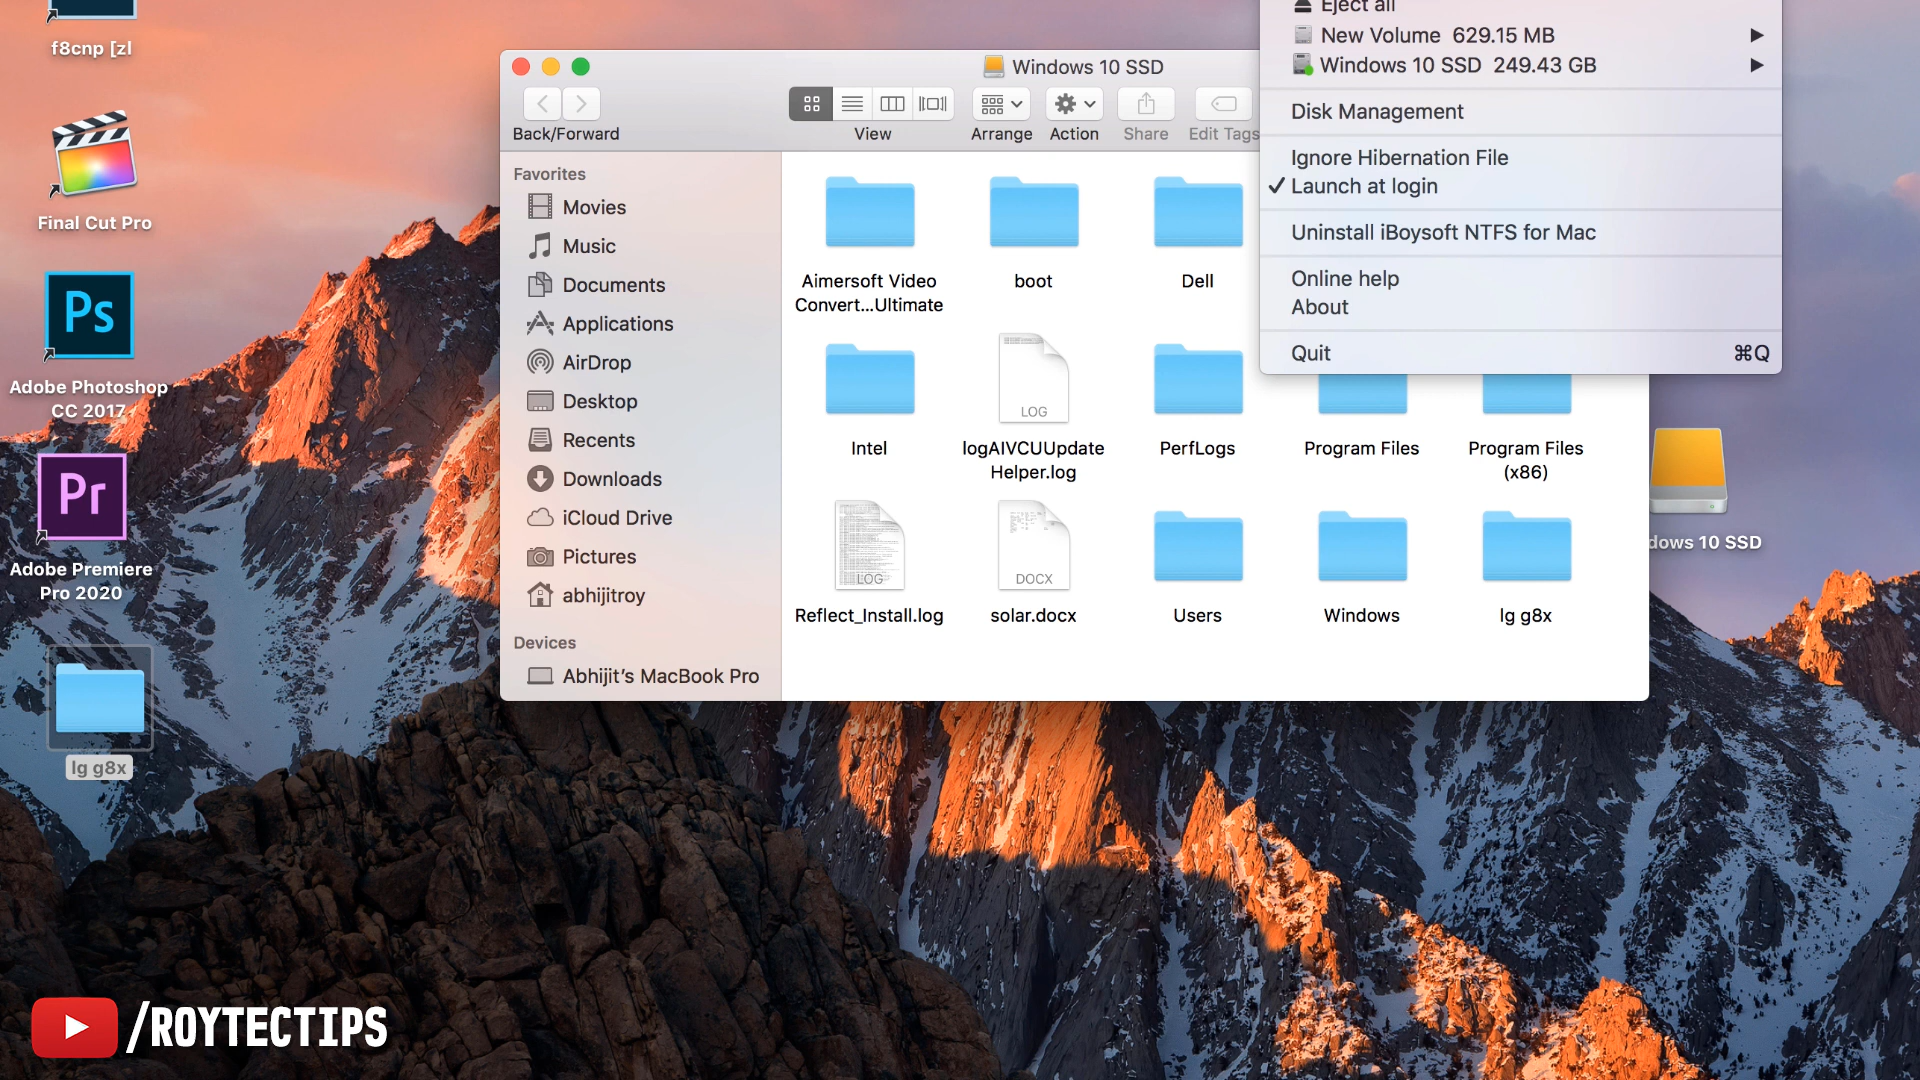 f8cnp [zl
Final Cut Pro
Ps
Adobe Photoshop
CC 2017
Pr
Adobe Premiere
Pro 2020
lg g8x
Windows 10 SSD
Back/Forward
View
Arrange
Action
Share
Edit Tags
Favorites
Movies
Music
Documents
Applications
AirDrop
Desktop
Recents
Downloads
iCloud Drive
Pictures
abhijitroy
Devices
Abhijit’s MacBook Pro
Aimersoft Video
Convert...Ultimate
boot
Dell
Intel
LOG
logAIVCUUpdate
Helper.log
PerfLogs
Program Files
Program Files
(x86)
LOG
Reflect_Install.log
DOCX
solar.docx
Users
Windows
lg g8x
Eject all
New Volume 629.15 MB
Windows 10 SSD 249.43 GB
Disk Management
Ignore Hibernation File
Launch at login
Uninstall iBoysoft NTFS for Mac
Online help
About
Quit ⌘Q
dows 10 SSD
/ROYTECTIPS